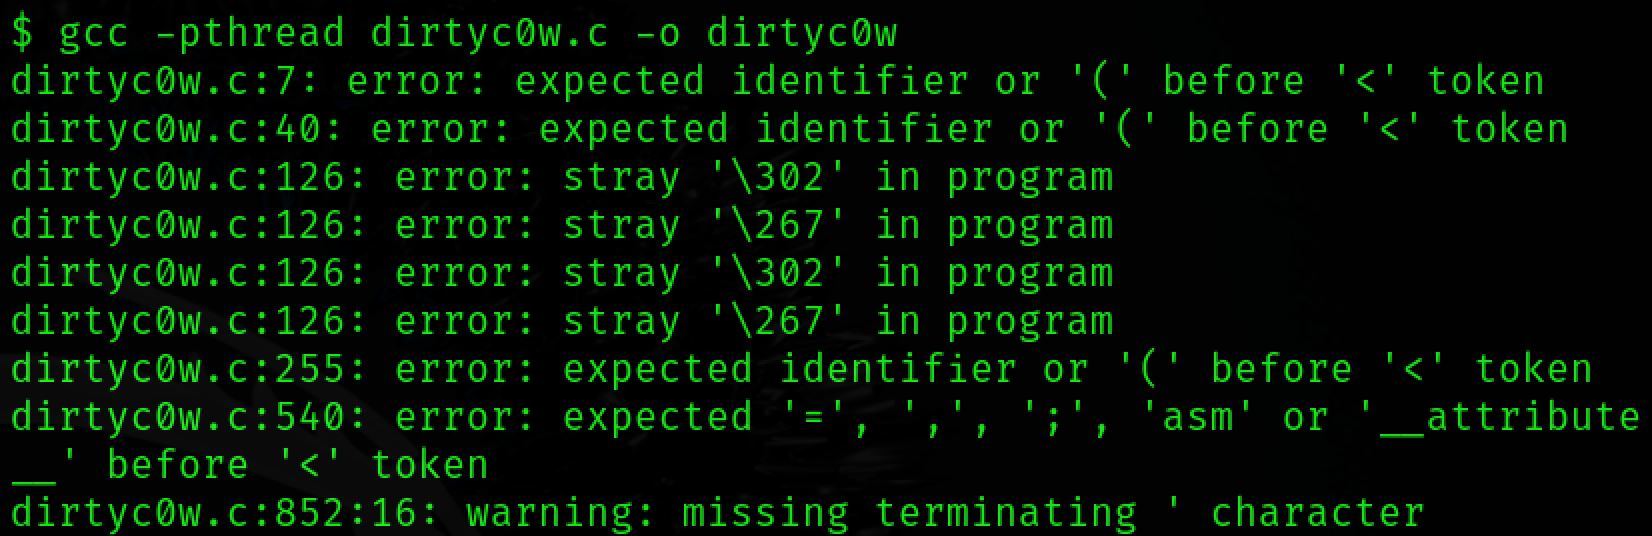 $ gcc -pthread dirtyc0w.c -o dirtyc0w
dirtyc0w.c:7: error: expected identifier or '(' before '<' token
dirtyc0w.c:40: error: expected identifier or '(' before '<' token
dirtyc0w.c:126: error: stray '\302' in program
dirtyc0w.c:126: error: stray '\267' in program
dirtyc0w.c:126: error: stray '\302' in program
dirtyc0w.c:126: error: stray '\267' in program
dirtyc0w.c:255: error: expected identifier or '(' before '<' token
dirtyc0w.c:540: error: expected '=', ',', ';', 'asm' or '__attribute
__' before '<' token
dirtyc0w.c:852:16: warning: missing terminating ' character